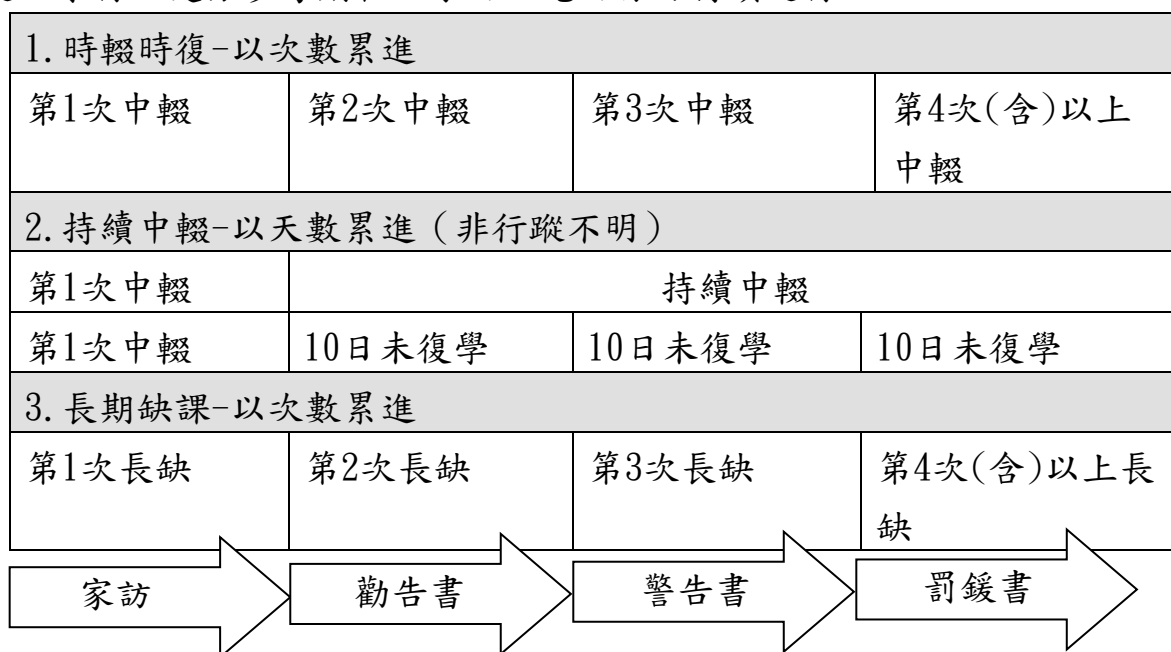 1.時輟時復-以次數累進
第1次中輟 第2次中輟 第3次中輟 第4次(含)以上
中輟
2.持續中輟-以天數累進（非行蹤不明）
第1次中輟 持續中輟
第1次中輟 10日未復學 10日未復學 10日未復學
3.長期缺課-以次數累進
第1次長缺 第2次長缺 第3次長缺 第4次(含)以上長
缺
家訪 勸告書 警告書 罰鍰書